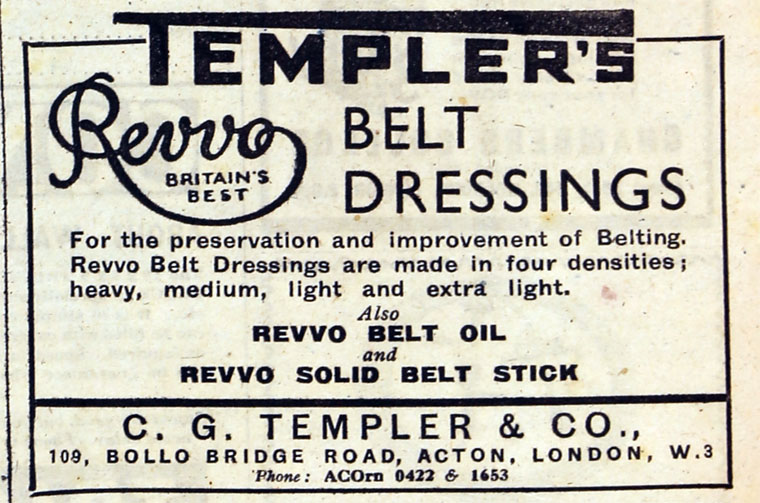 TEMPLER'S
Revvo
BRITAIN'S
BEST
BELT
DRESSINGS
For the preservation and improvement of Belting.
Revvo Belt Dressings are made in four densities;
heavy, medium, light and extra light.
Also
REVVO BELT OIL
and
REVVO SOLID BELT STICK
C. G. TEMPLER & CO.,
109, BOLLO BRIDGE ROAD, ACTON, LONDON, W.3
Phone: ACOrn 0422 & 1653